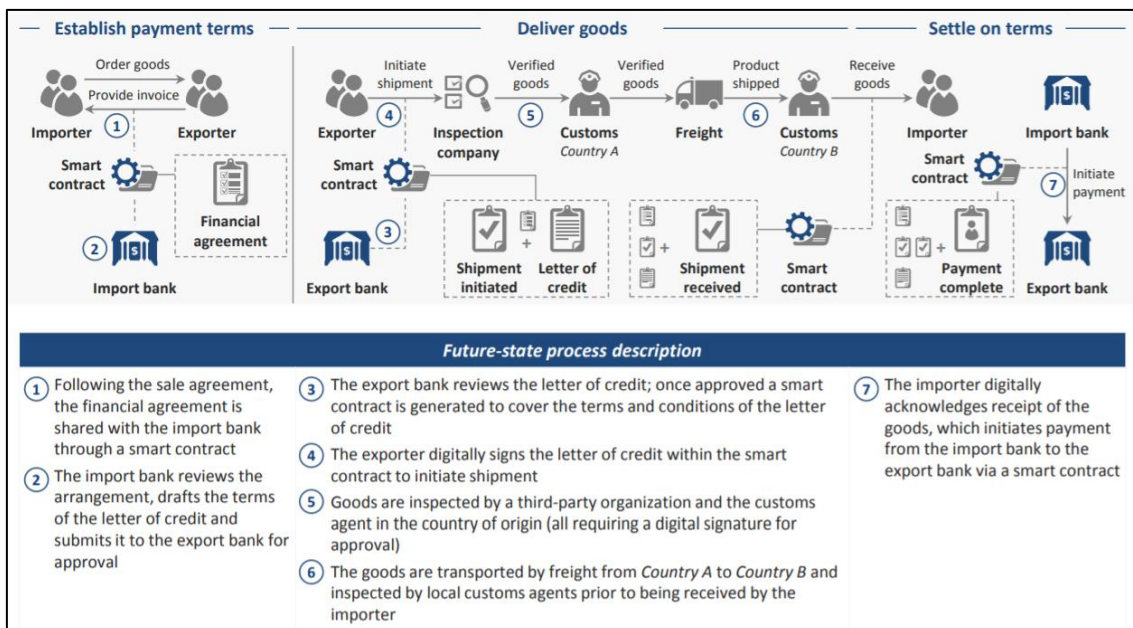 Establish payment terms
Deliver goods
Settle on terms
Order goods
Provide invoice
1
Importer
Exporter
Smart
contract
Financial
agreement
2
Import bank
Initiate
shipment
4
Verified
goods
5
Verified
goods
Product
shipped
6
Receive
goods
Exporter
Inspection
company
Customs
Country A
Freight
Customs
Country B
Importer
Smart
contract
3
Export bank
+
Shipment
initiated
Letter of
credit
+
Shipment
received
Smart
contract
$
Import bank
Smart
contract
7
Initiate
payment
+
Payment
complete
Export bank
Future-state process description
1 Following the sale agreement,
the financial agreement is
shared with the import bank
through a smart contract
2 The import bank reviews the
arrangement, drafts the terms
of the letter of credit and
submits it to the export bank for
approval
3 The export bank reviews the letter of credit; once approved a smart
contract is generated to cover the terms and conditions of the letter
of credit
4 The exporter digitally signs the letter of credit within the smart
contract to initiate shipment
5 Goods are inspected by a third-party organization and the customs
agent in the country of origin (all requiring a digital signature for
approval)
6 The goods are transported by freight from Country A to Country B and
inspected by local customs agents prior to being received by the
importer
7 The importer digitally
acknowledges receipt of the
goods, which initiates payment
from the import bank to the
export bank via a smart contract